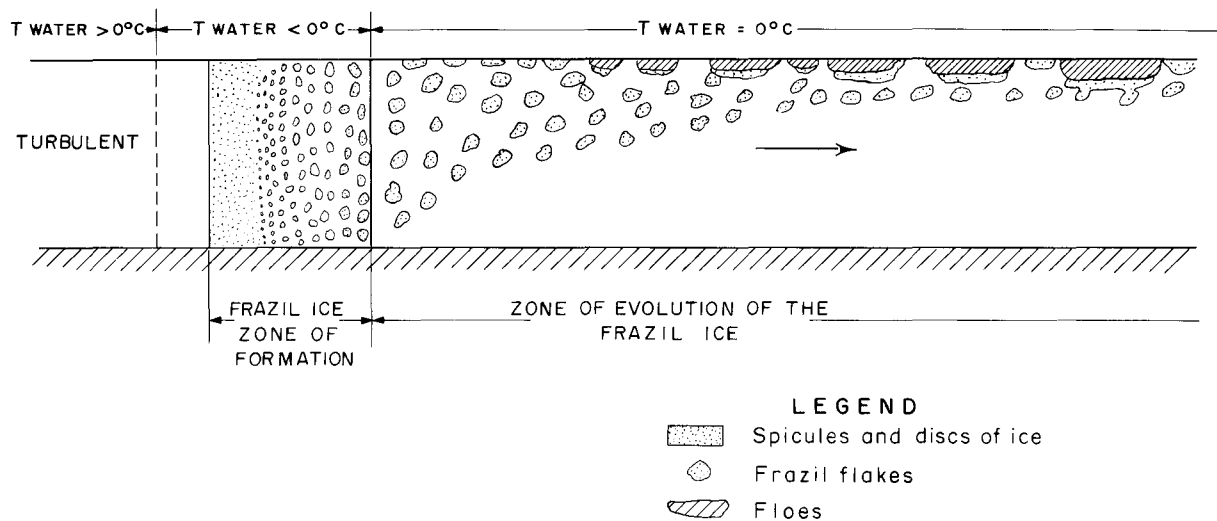 T WATER >0°C
T WATER <0°C
T WATER = 0°C
TURBULENT
FRAZIL ICE
ZONE OF
FORMATION
ZONE OF EVOLUTION OF THE
FRAZIL ICE
LEGEND
Spicules and discs of ice
Frazil flakes
Floes